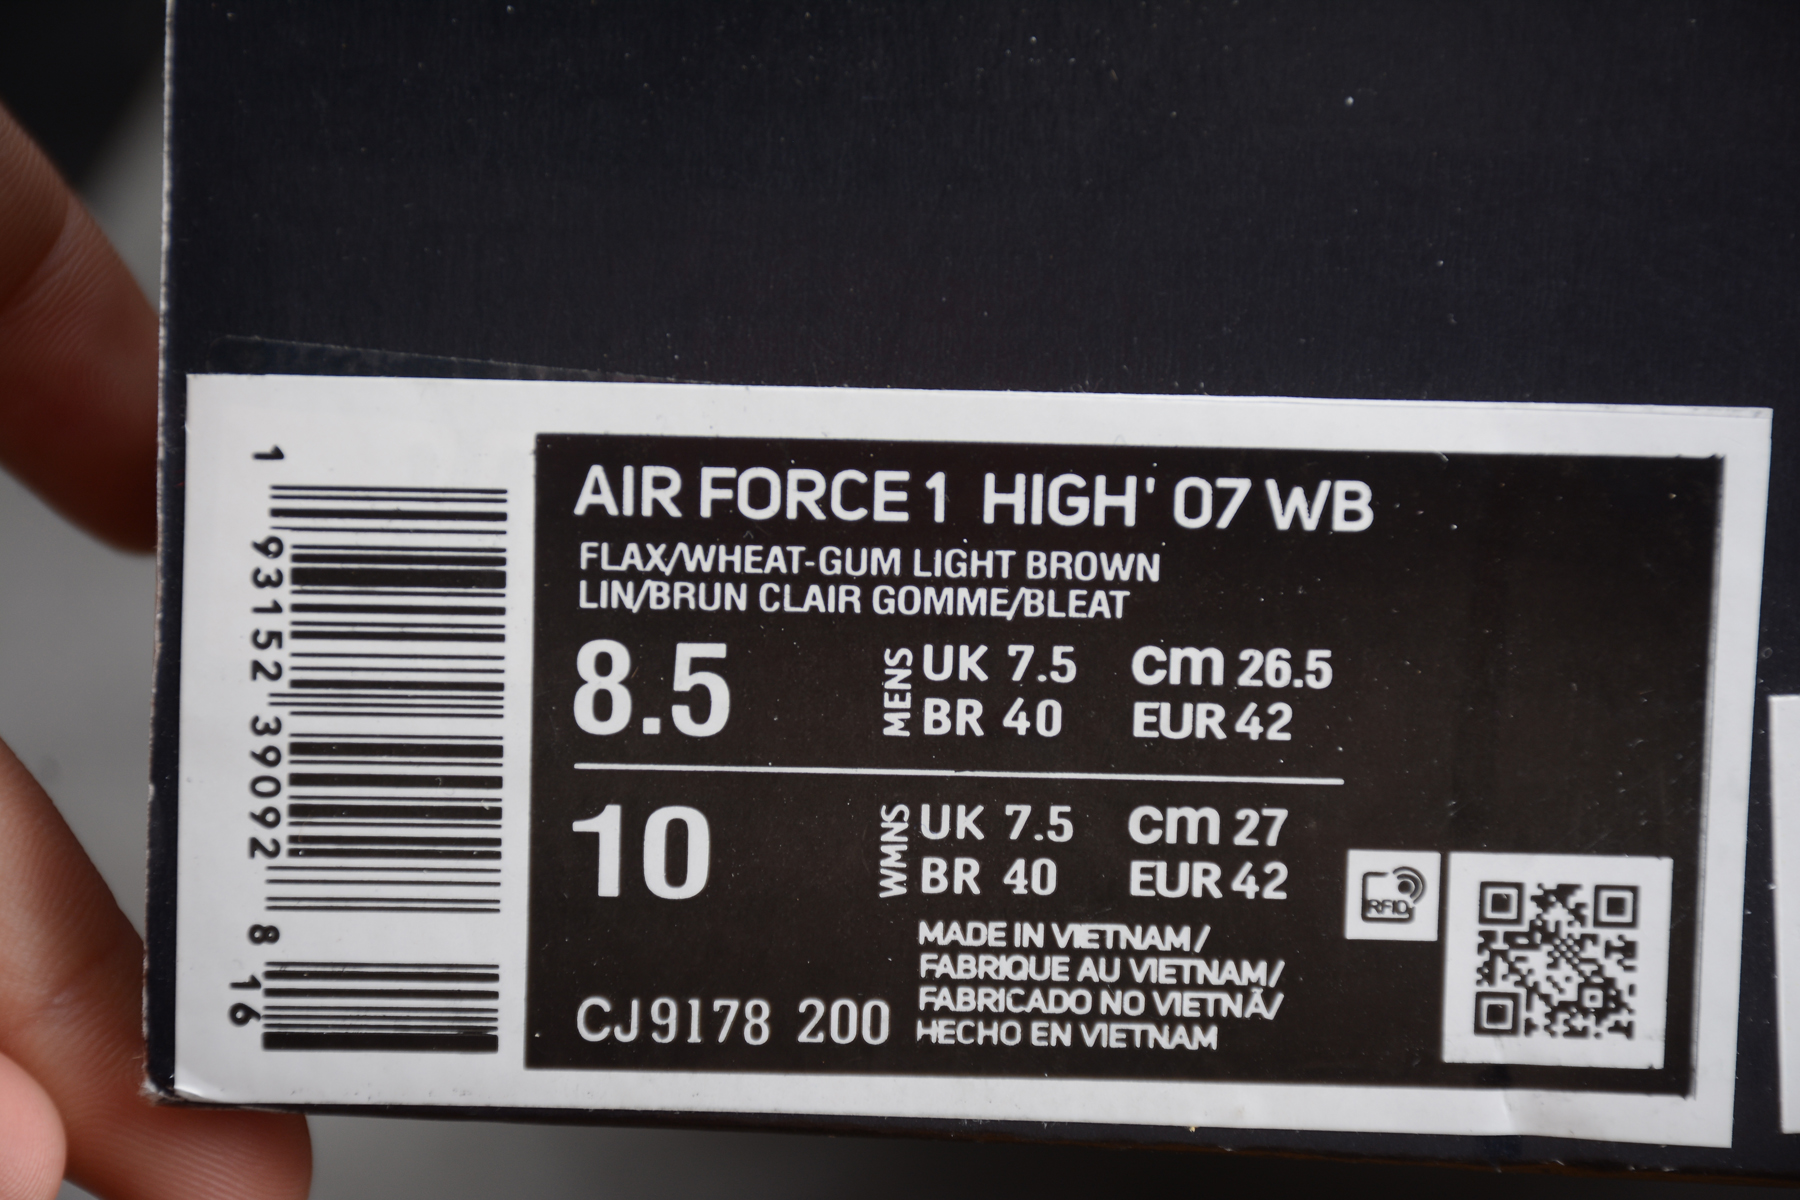 1 93152 39092 8 16
AIR FORCE 1 HIGH' 07 WB
FLAX/WHEAT-GUM LIGHT BROWN
LIN/BRUN CLAIR GOMME/BLEAT
8.5 MENS UK 7.5 cm 26.5
BR 40 EUR 42
10 WMNS UK 7.5 cm 27
BR 40 EUR 42
RFID
MADE IN VIETNAM/
FABRIQUE AU VIETNAM/
FABRICADO NO VIETNÃ/
HECHO EN VIETNAM
CJ9178 200